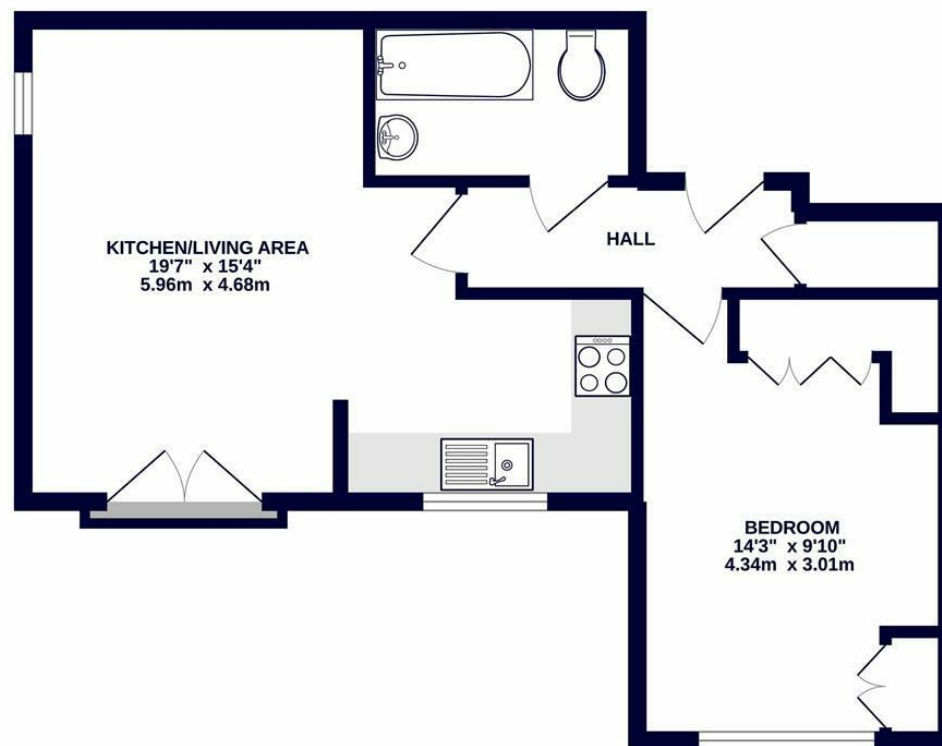 KITCHEN/LIVING AREA
19'7" x 15'4"
5.96m x 4.68m
HALL
BEDROOM
14'3" x 9'10"
4.34m x 3.01m